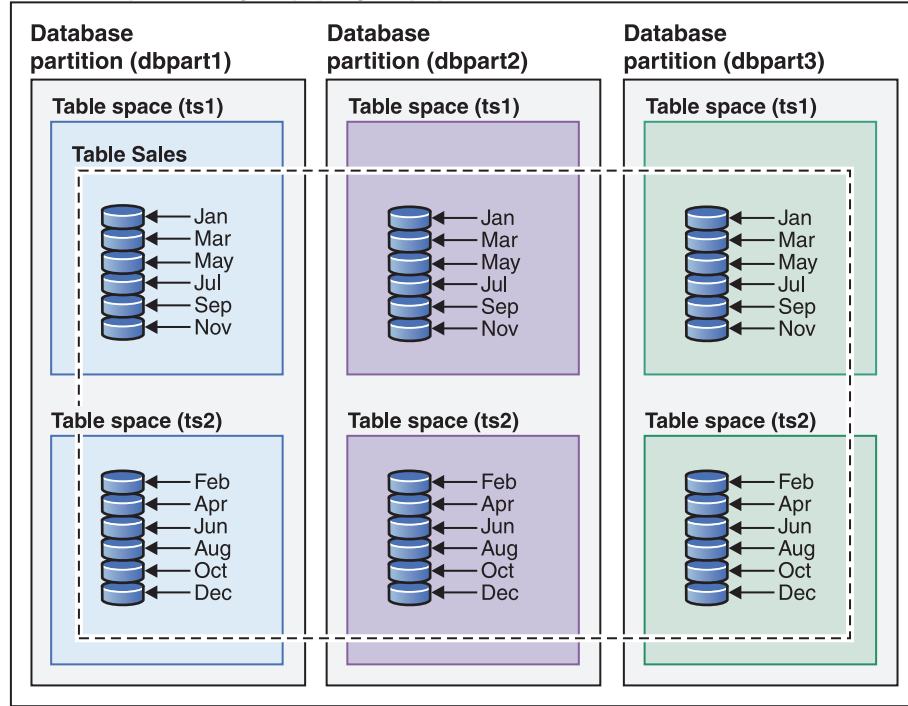 Database
partition (dbpart1)
Table space (ts1)
Table Sales
Jan
Mar
May
Jul
Sep
Nov
Table space (ts2)
Feb
Apr
Jun
Aug
Oct
Dec
Database
partition (dbpart2)
Table space (ts1)
Jan
Mar
May
Jul
Sep
Nov
Table space (ts2)
Feb
Apr
Jun
Aug
Oct
Dec
Database
partition (dbpart3)
Table space (ts1)
Jan
Mar
May
Jul
Sep
Nov
Table space (ts2)
Feb
Apr
Jun
Aug
Oct
Dec